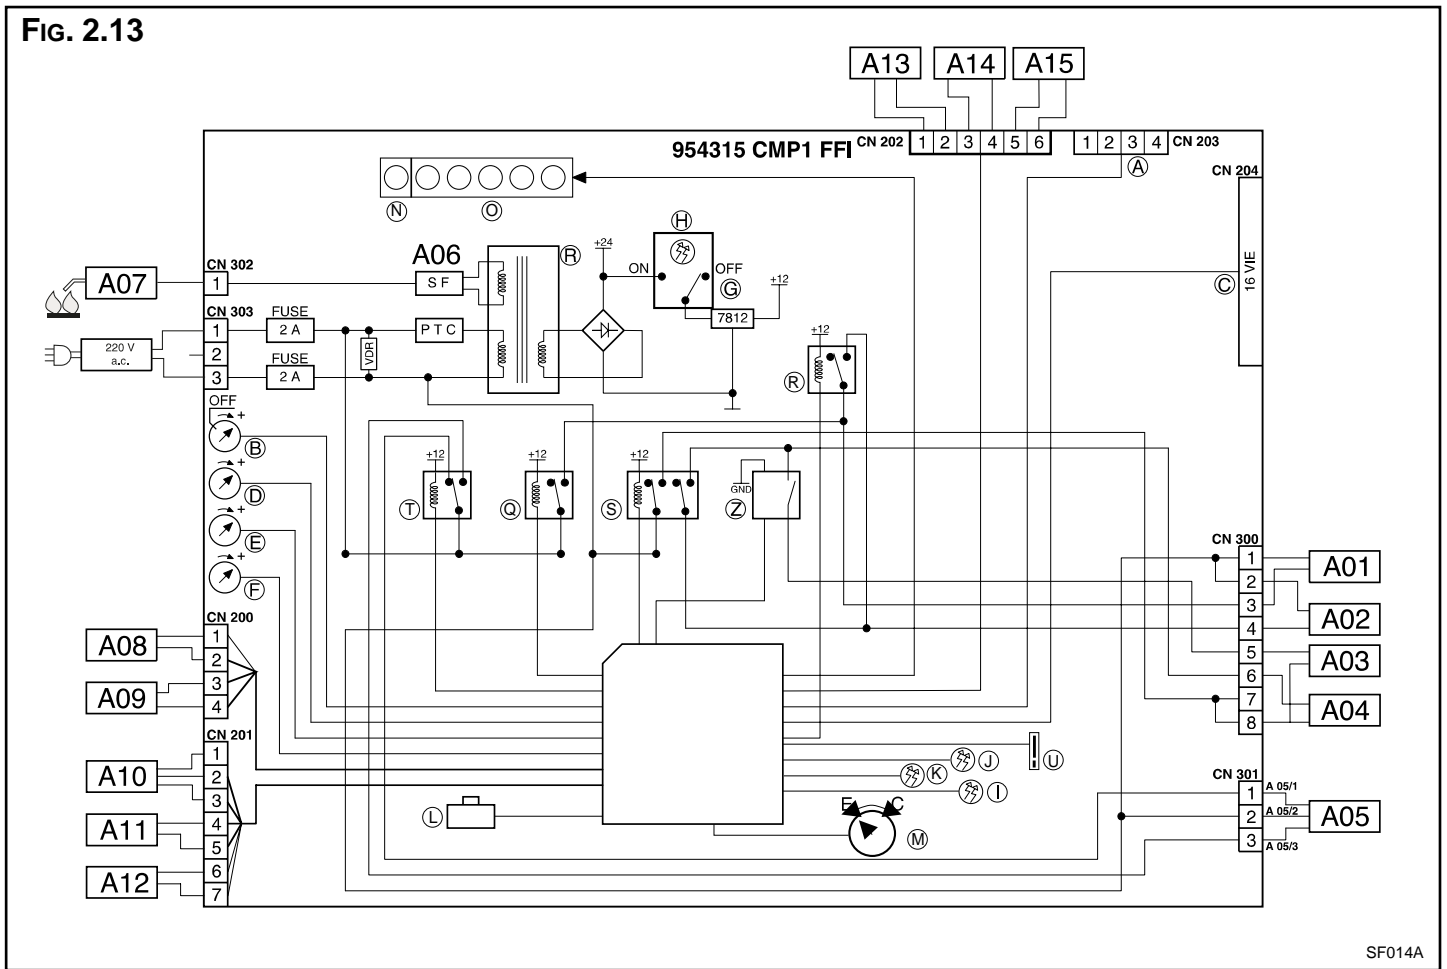 FIG. 2.13
A13 A14 A15
954315 CMP1 FFI
CN 202 1 2 3 4 5 6
1 2 3 4 CN 203
A
CN 204
16 VIE
C
N O
A07
CN 302
1
A06
S F
R
+24
H
ON OFF
G
+12
7812
220 V
a.c.
CN 303
1
2
3
FUSE
2 A
FUSE
2 A
VDR
P T C
+12
R
OFF
+
B
+
D
+
E
+
F
+12
T
+12
Q
+12
S
GND
Z
CN 300
1
2
3
4
5
6
7
8
A01
A02
A03
A04
A08
A09
CN 200
1
2
3
4
A10
A11
A12
CN 201
1
2
3
4
5
6
7
L
U
J
K
I
E C
M
CN 301
1
2
3
A 05/1
A 05/2
A 05/3
A05
SF014A